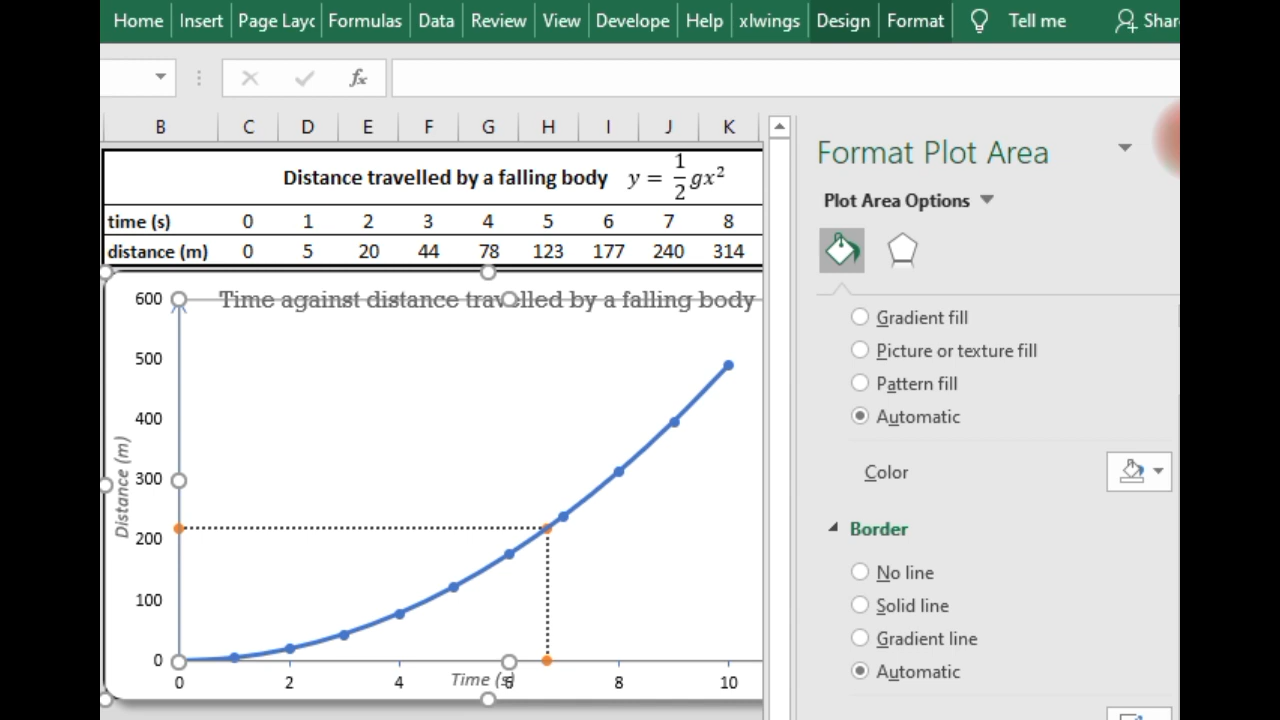 Home Insert Page Layc Formulas Data Review View Develope Help xlwings Design Format Tell me Shar
fx
B C D E F G H I J K
Distance travelled by a falling body y = 1/2 gx²
time (s) 0 1 2 3 4 5 6 7 8
distance (m) 0 5 20 44 78 123 177 240 314
Time against distance travelled by a falling body
600
500
400
300
200
100
0
Distance (m)
0 2 4 6 8 10
Time (s)
Format Plot Area
Plot Area Options
Gradient fill
Picture or texture fill
Pattern fill
Automatic
Color
Border
No line
Solid line
Gradient line
Automatic